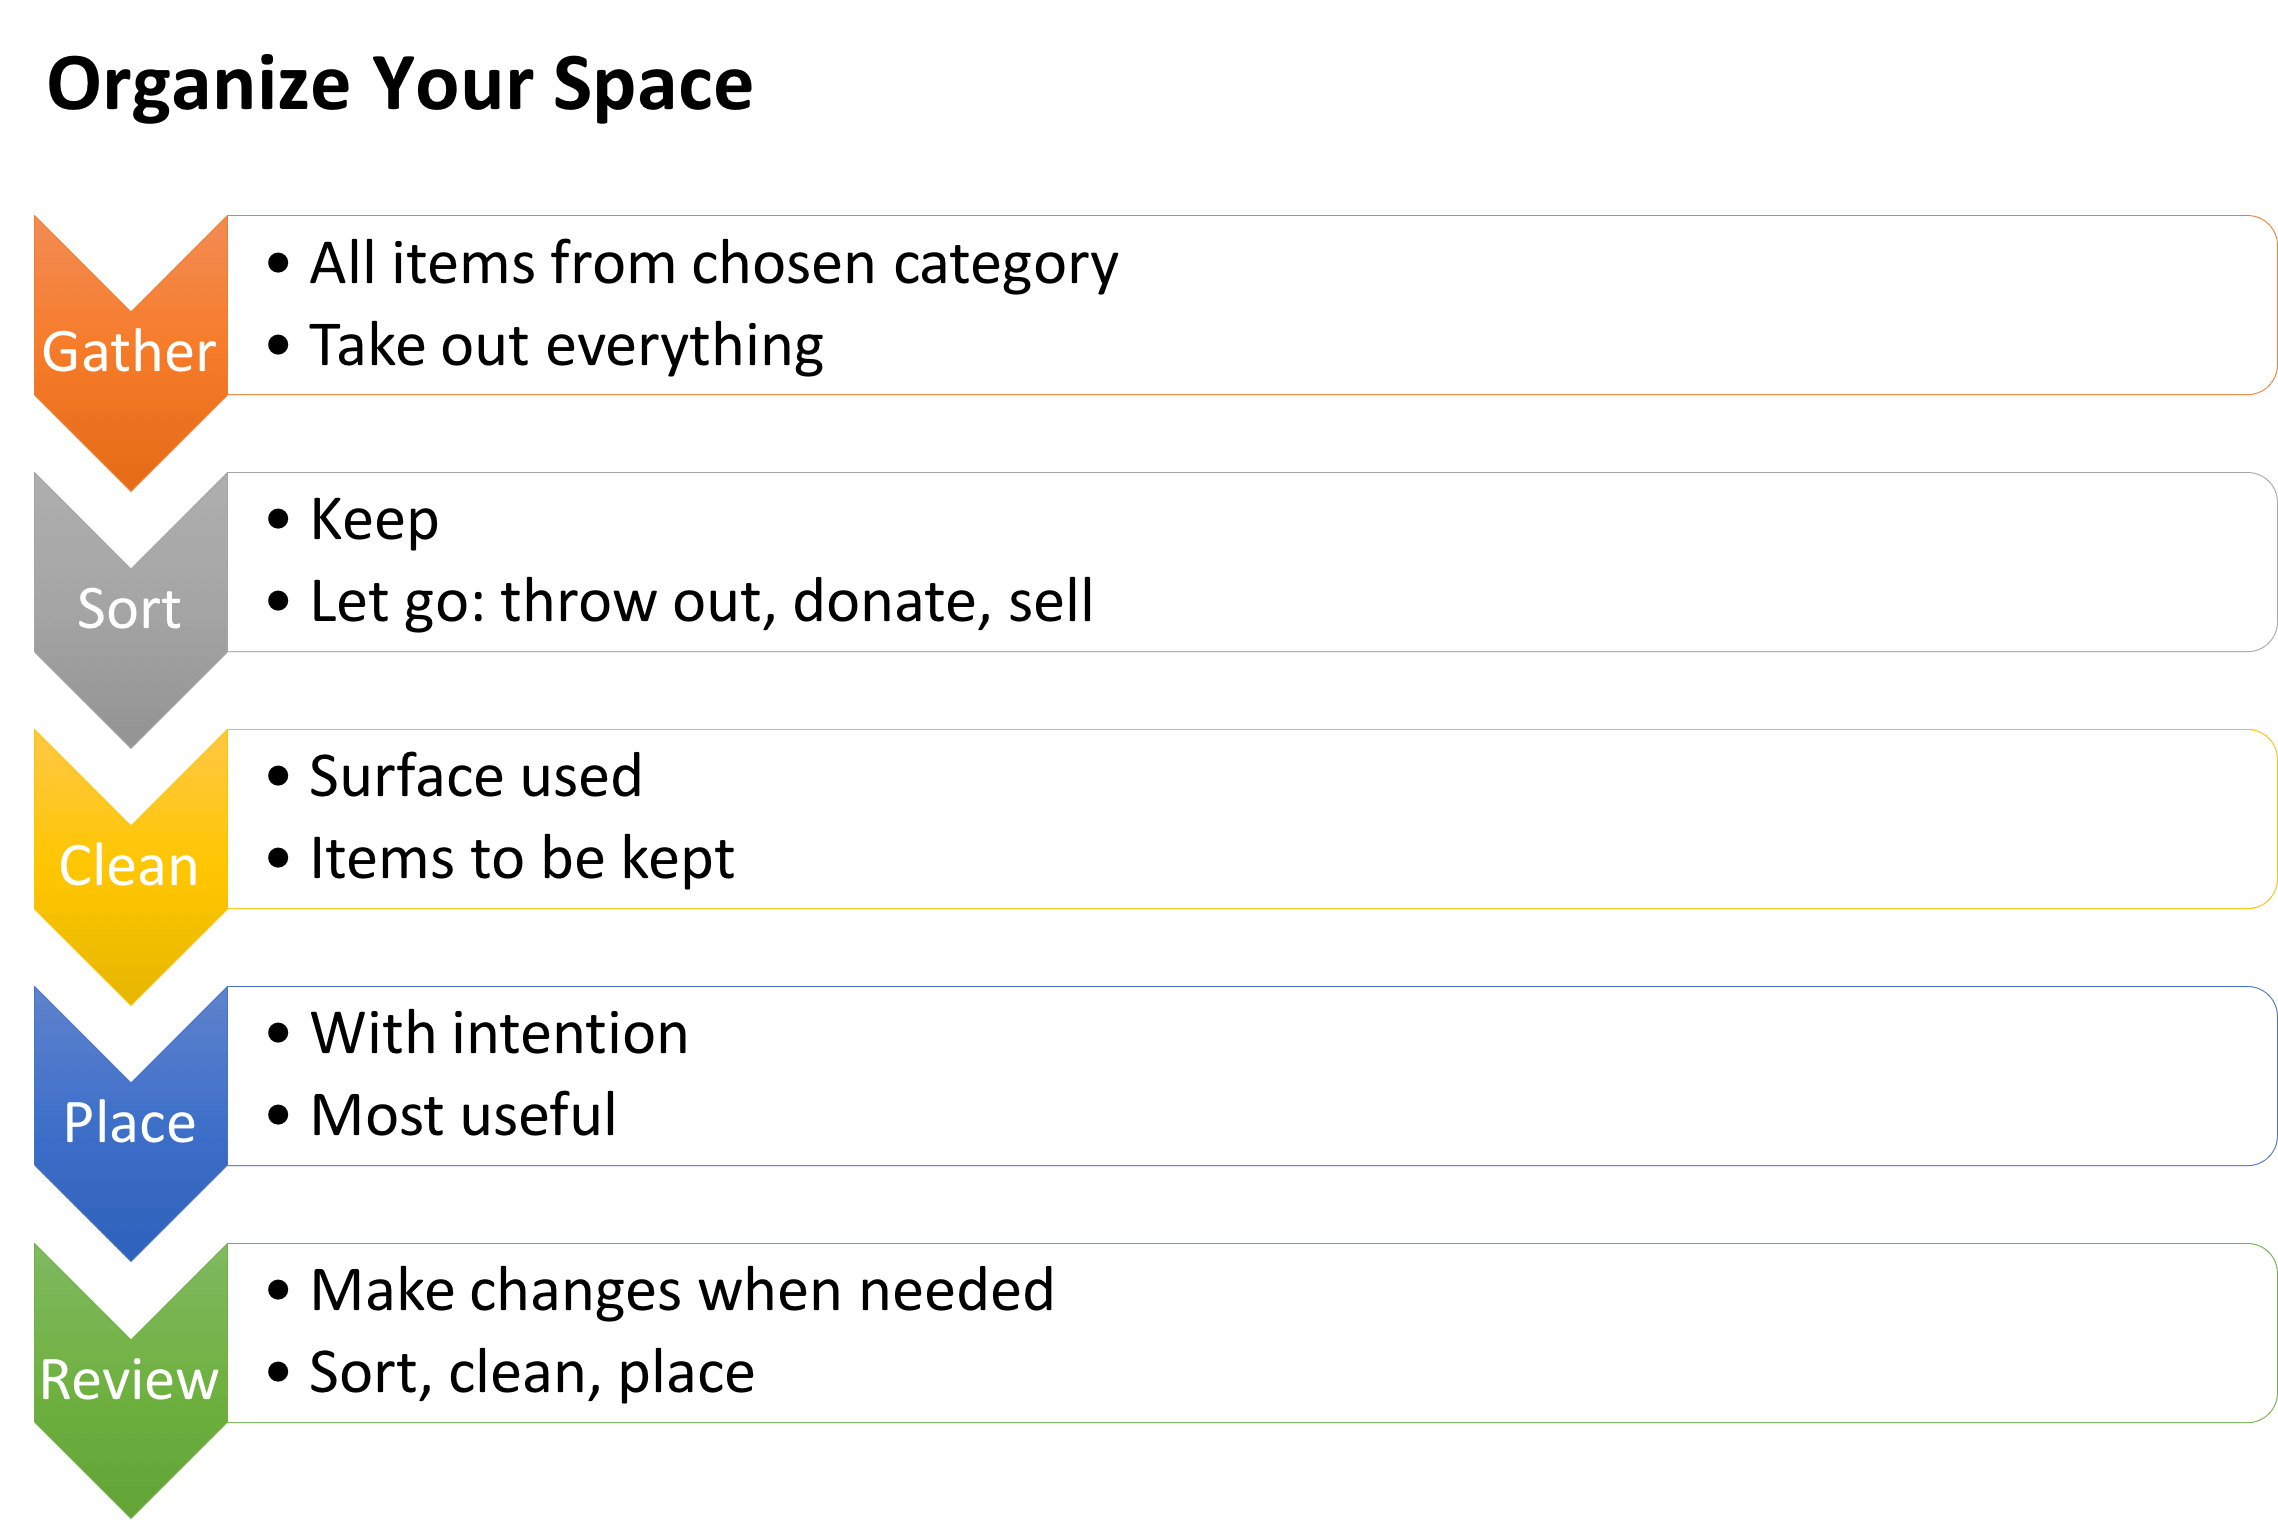 Organize Your Space
Gather
• All items from chosen category
• Take out everything
Sort
• Keep
• Let go: throw out, donate, sell
Clean
• Surface used
• Items to be kept
Place
• With intention
• Most useful
Review
• Make changes when needed
• Sort, clean, place